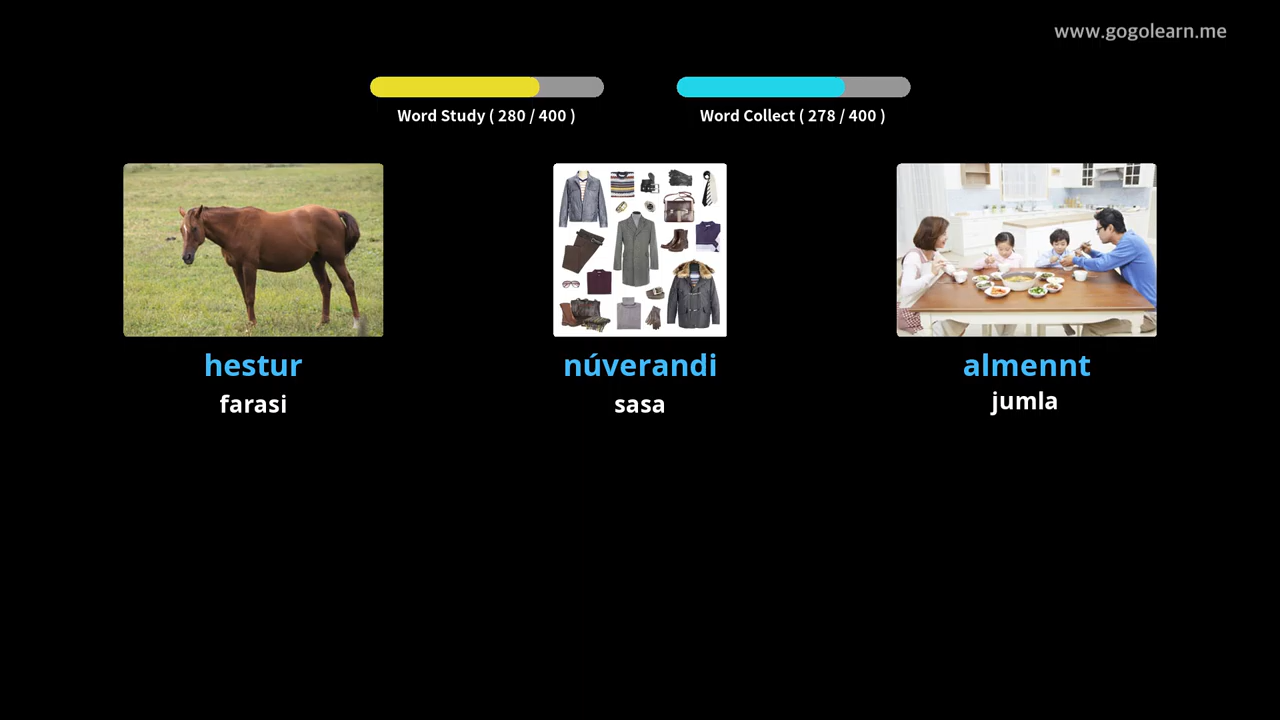 www.gogolearn.me
Word Study ( 280 / 400 )
Word Collect ( 278 / 400 )
hestur
farasi
núverandi
sasa
almennt
jumla